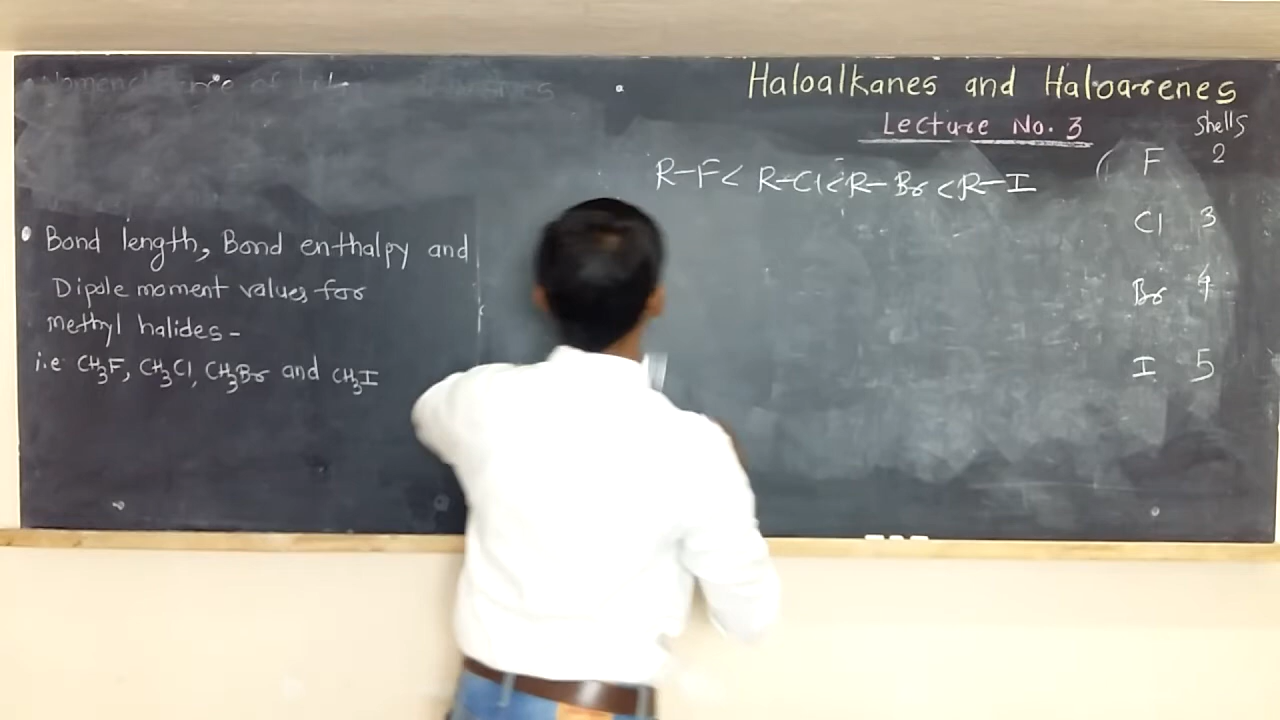 Haloalkanes and Haloarenes
Lecture No. 3
R-F < R-Cl < R-Br < R-I
Shells
F 2
Cl 3
Br 4
I 5
• Bond length, Bond enthalpy and
Dipole moment values for
methyl halides -
i.e CH3F, CH3Cl, CH3Br and CH3I